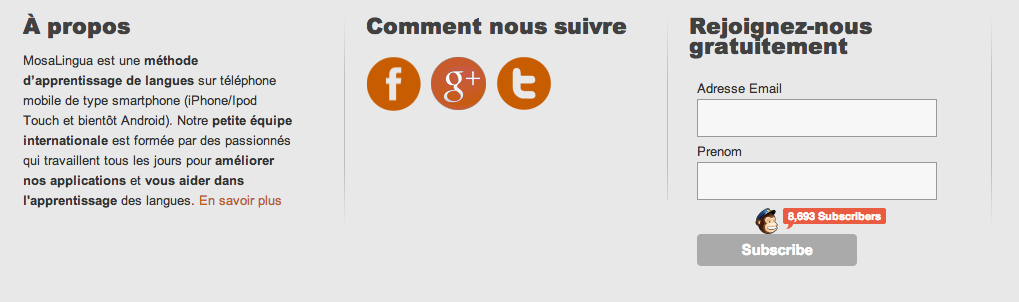 À propos
MosaLingua est une méthode
d'apprentissage de langues sur téléphone
mobile de type smartphone (iPhone/Ipod
Touch et bientôt Android). Notre petite équipe
internationale est formée par des passionnés
qui travaillent tous les jours pour améliorer
nos applications et vous aider dans
l'apprentissage des langues. En savoir plus
Comment nous suivre
f g+ t
Rejoignez-nous
gratuitement
Adresse Email
Prenom
8,693 Subscribers
Subscribe